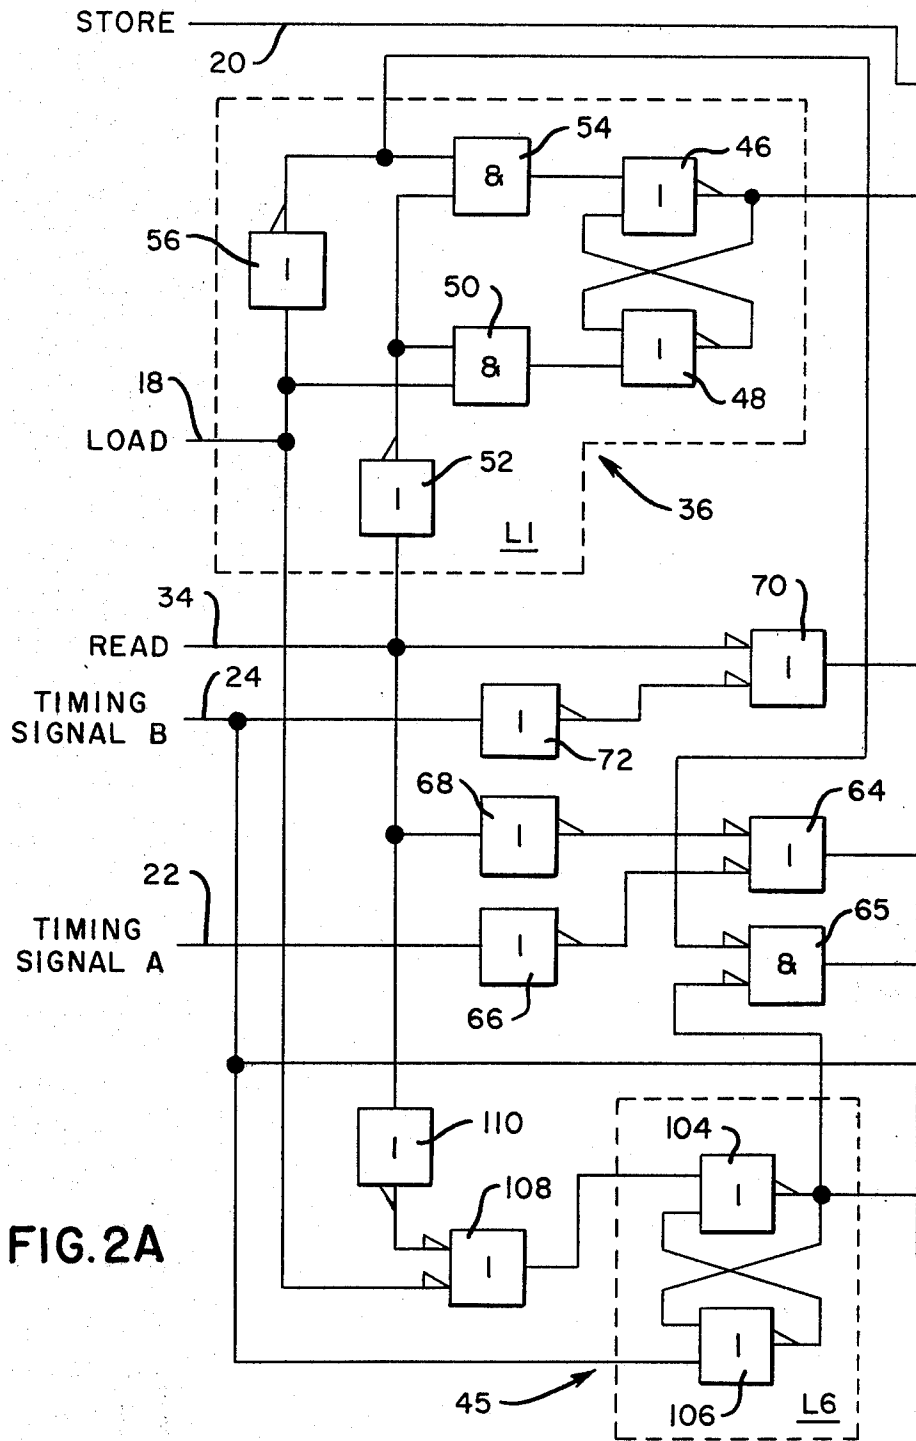 STORE
20
54
46
&
I
56
I
50
&
I
48
18
LOAD
52
I
36
L1
70
34
READ
I
24
TIMING
SIGNAL B
I
72
68
64
I
I
22
65
TIMING
SIGNAL A
I
&
66
110
I
104
108
I
I
FIG.2A
I
45
106
L6